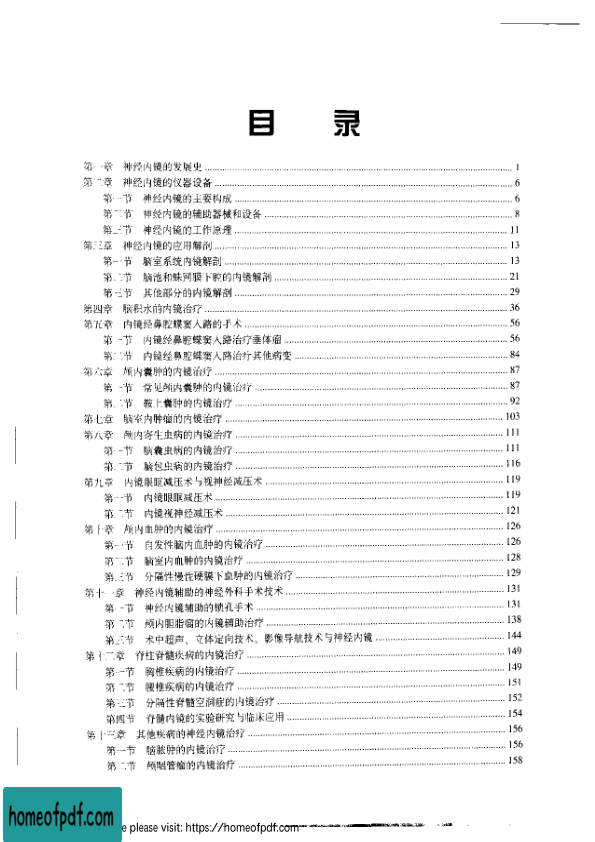 目 录
第一章 神经内镜的发展史 1
第二章 神经内镜的仪器设备 6
第一节 神经内镜的主要构成 6
第二节 神经内镜的辅助器械和设备 8
第三节 神经内镜的工作原理 11
第三章 神经内镜的应用解剖 13
第一节 脑室系统内镜解剖 13
第二节 脑池和蛛网膜下腔的内镜解剖 21
第三节 其他部分的内镜解剖 29
第四章 脑积水的内镜治疗 36
第五章 内镜经鼻腔蝶窦入路的手术 56
第一节 内镜经鼻腔蝶窦入路治疗垂体瘤 56
第二节 内镜经鼻腔蝶窦入路治疗其他病变 84
第六章 颅内囊肿的内镜治疗 87
第一节 常见颅内囊肿的内镜治疗 87
第二节 鞍上囊肿的内镜治疗 92
第七章 脑室内肿瘤的内镜治疗 103
第八章 颅内寄生虫病的内镜治疗 111
第一节 脑囊虫病的内镜治疗 111
第二节 脑包虫病的内镜治疗 116
第九章 内镜眼眶减压术与视神经减压术 119
第一节 内镜眼眶减压术 119
第二节 内镜视神经减压术 121
第十章 颅内血肿的内镜治疗 126
第一节 自发性脑内血肿的内镜治疗 126
第二节 脑室内血肿的内镜治疗 128
第三节 分隔性慢性硬膜下血肿的内镜治疗 129
第十一章 神经内镜辅助的神经外科手术技术 131
第一节 神经内镜辅助的锁孔手术 131
第二节 颅内胆脂瘤的内镜辅助治疗 138
第三节 术中超声、立体定向技术、影像导航技术与神经内镜 144
第十二章 脊柱脊髓疾病的内镜治疗 149
第一节 胸椎疾病的内镜治疗 149
第二节 腰椎疾病的内镜治疗 151
第三节 分隔性脊髓空洞症的内镜治疗 152
第四节 脊髓内镜的实验研究与临床应用 154
第十三章 其他疾病的神经内镜治疗 156
第一节 脑脓肿的内镜治疗 156
第二节 颅咽管瘤的内镜治疗 158
homeofpdf.com
e please visit: https://homeofpdf.com